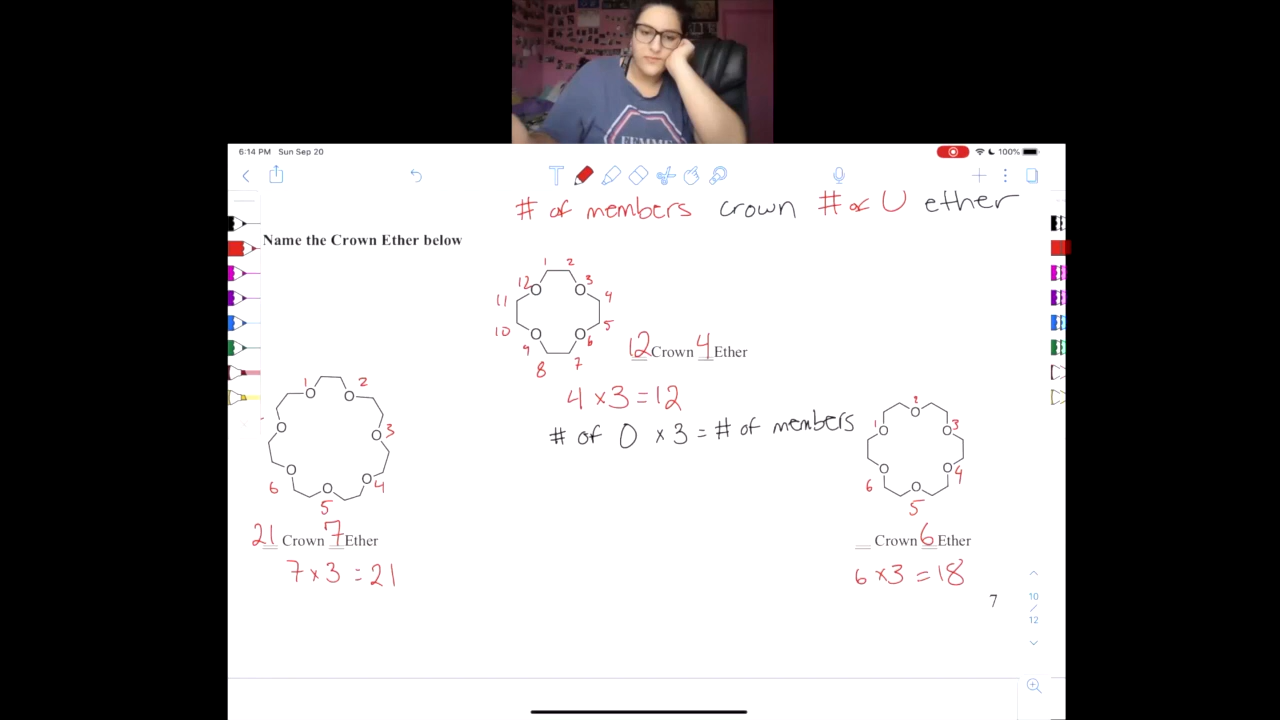 FEMME
6:14 PM Sun Sep 20
100%
T
# of members crown # of O ether
Name the Crown Ether below
1 2
12 O O 3
11 4
10 5
O O 6
9 7
8
12 Crown 4 Ether
4 x 3 = 12
# of O x 3 = # of members
1 2
O O
O O 3
O O 4
6 O
5
21 Crown 7 Ether
7 x 3 = 21
2
1 O 3
O O
O O 4
6 O
5
__ Crown 6 Ether
6 x 3 = 18
7
10
/
12